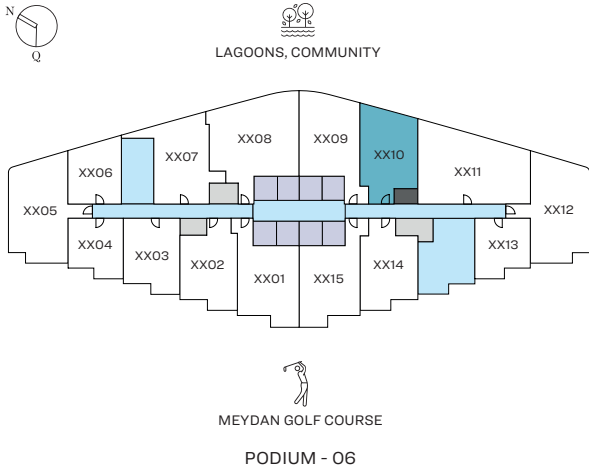 N
Q
LAGOONS, COMMUNITY
XX08
XX09
XX07
XX10
XX06
XX11
XX05
XX12
XX04
XX03
XX02
XX01
XX15
XX14
XX13
MEYDAN GOLF COURSE
PODIUM - 06